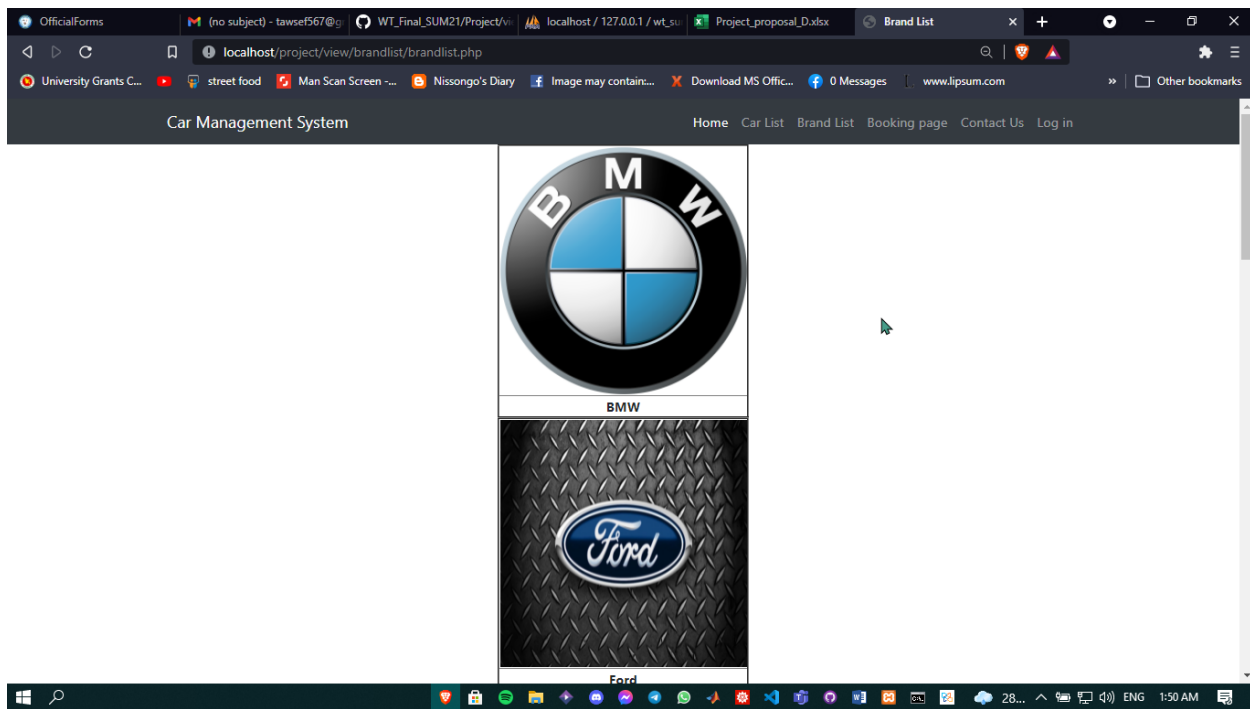 OfficialForms
(no subject) - tawsef567@g
WT_Final_SUM21/Project/vi
localhost / 127.0.0.1 / wt_su
Project_proposal_D.xlsx
Brand List
localhost/project/view/brandlist/brandlist.php
University Grants C...
street food
Man Scan Screen -...
Nissongo's Diary
Image may contain:...
Download MS Offic...
0 Messages
www.lipsum.com
»
Other bookmarks
Car Management System
Home Car List Brand List Booking page Contact Us Log in
BMW
BMW
Ford
Ford
28... ENG 1:50 AM